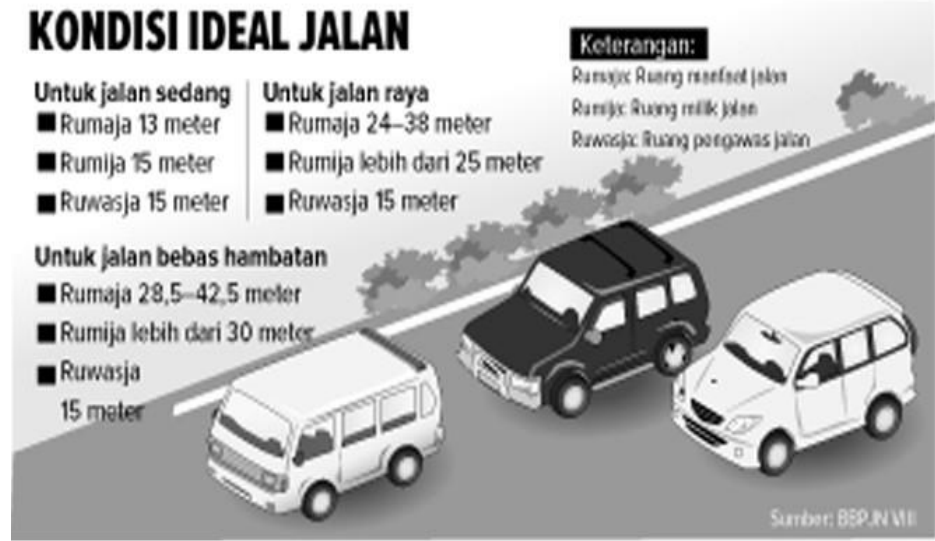 KONDISI IDEAL JALAN
Untuk jalan sedang
Rumaja 13 meter
Rumija 15 meter
Ruwasja 15 meter
Untuk jalan raya
Rumaja 24–38 meter
Rumija lebih dari 25 meter
Ruwasja 15 meter
Untuk jalan bebas hambatan
Rumaja 28,5–42,5 meter
Rumija lebih dari 30 meter
Ruwasja
15 meter
Keterangan:
Rumaja: Ruang manfaat jalan
Rumija: Ruang milik jalan
Ruwasja: Ruang pengawas jalan
Sumber: BBPJN VIII